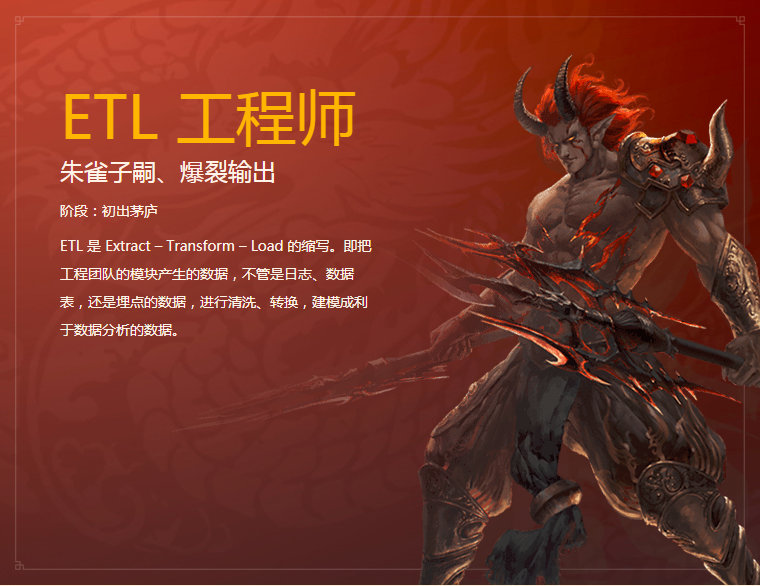 ETL 工程师
朱雀子嗣、爆裂输出
阶段：初出茅庐
ETL 是 Extract – Transform – Load 的缩写。即把
工程团队的模块产生的数据，不管是日志、数据
表，还是埋点的数据，进行清洗、转换，建模成利
于数据分析的数据。